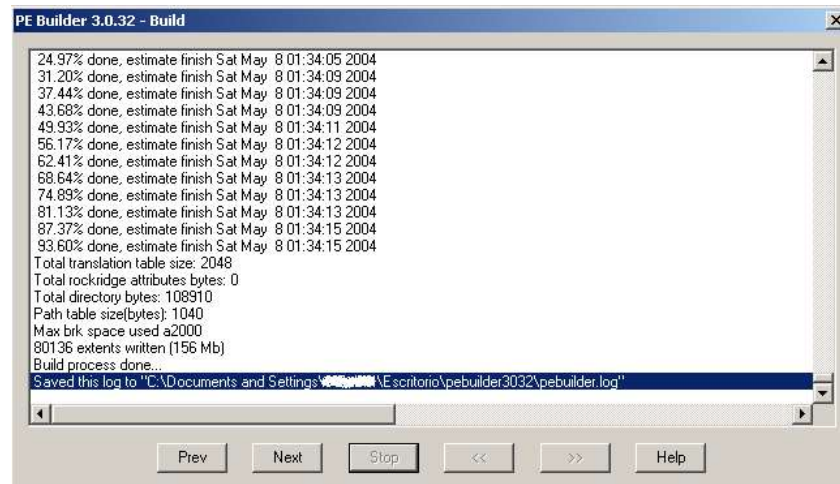 PE Builder 3.0.32 - Build
24.97% done, estimate finish Sat May  8 01:34:05 2004
31.20% done, estimate finish Sat May  8 01:34:09 2004
37.44% done, estimate finish Sat May  8 01:34:09 2004
43.68% done, estimate finish Sat May  8 01:34:09 2004
49.93% done, estimate finish Sat May  8 01:34:11 2004
56.17% done, estimate finish Sat May  8 01:34:12 2004
62.41% done, estimate finish Sat May  8 01:34:12 2004
68.64% done, estimate finish Sat May  8 01:34:13 2004
74.89% done, estimate finish Sat May  8 01:34:13 2004
81.13% done, estimate finish Sat May  8 01:34:13 2004
87.37% done, estimate finish Sat May  8 01:34:15 2004
93.60% done, estimate finish Sat May  8 01:34:15 2004
Total translation table size: 2048
Total rockridge attributes bytes: 0
Total directory bytes: 108910
Path table size(bytes): 1040
Max brk space used a2000
80136 extents written (156 Mb)
Build process done...
Saved this log to "C:\Documents and Settings\ \Escritorio\pebuilder3032\pebuilder.log"
Prev Next Stop << >> Help